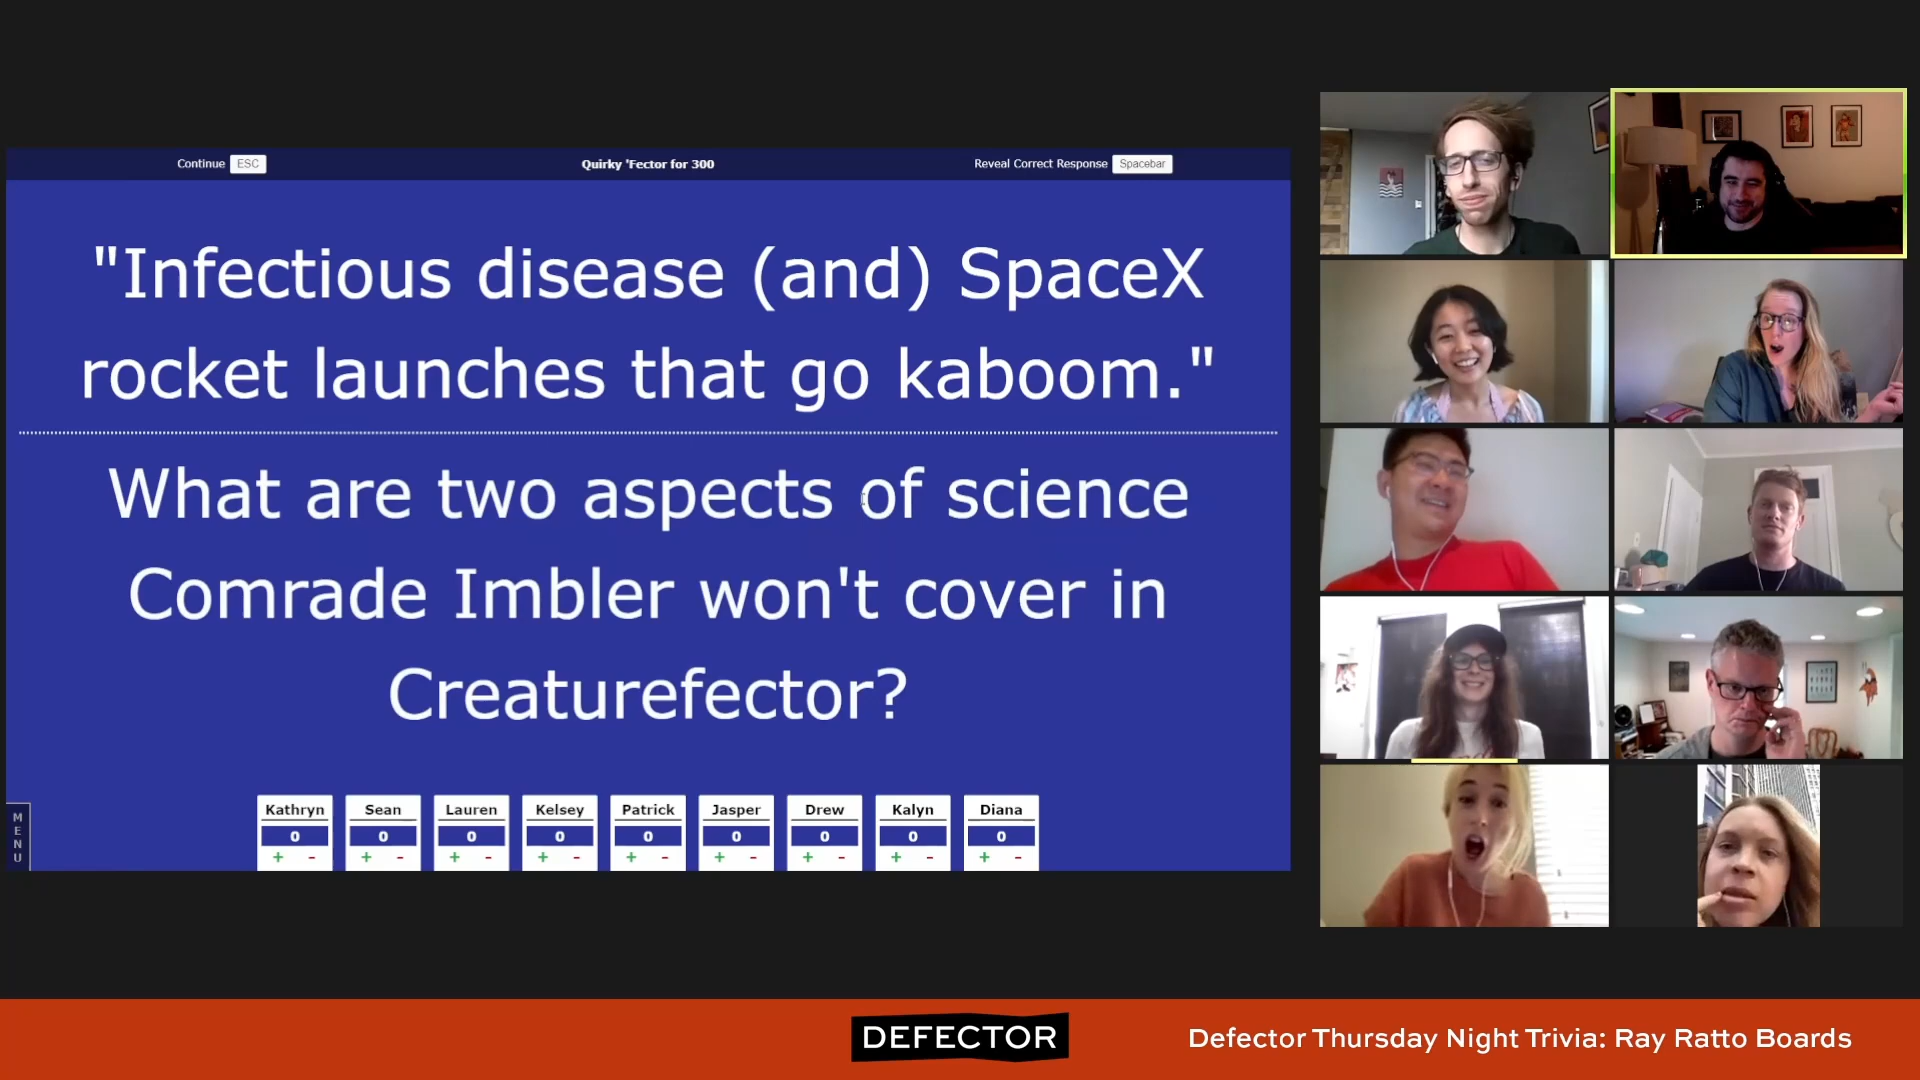 Continue ESC
Quirky 'Fector for 300
Reveal Correct Response Spacebar
"Infectious disease (and) SpaceX
rocket launches that go kaboom."
What are two aspects of science
Comrade Imbler won't cover in
Creaturefector?
MENU
Kathryn Sean Lauren Kelsey Patrick Jasper Drew Kalyn Diana
0 0 0 0 0 0 0 0 0
+ - + - + - + - + - + - + - + - + -
DEFECTOR
Defector Thursday Night Trivia: Ray Ratto Boards